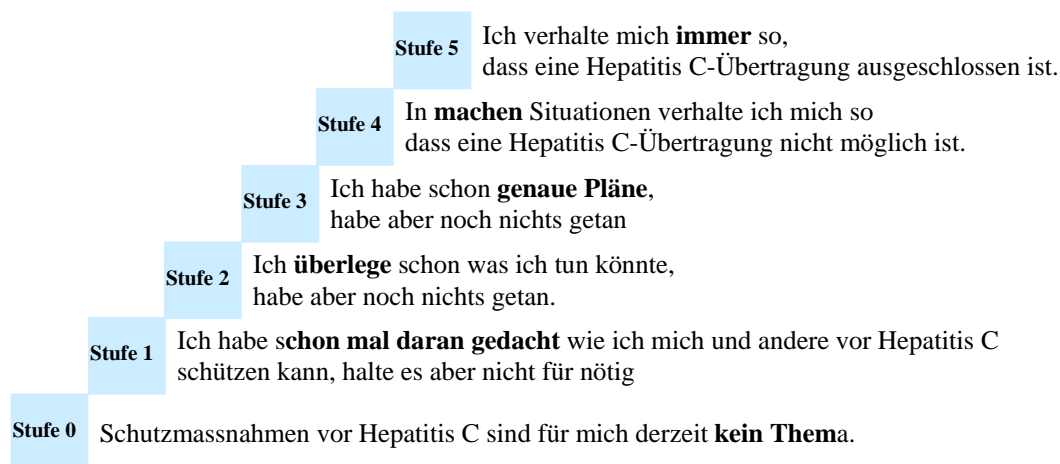 Stufe 5 Ich verhalte mich immer so,
dass eine Hepatitis C-Übertragung ausgeschlossen ist.
Stufe 4 In machen Situationen verhalte ich mich so
dass eine Hepatitis C-Übertragung nicht möglich ist.
Stufe 3 Ich habe schon genaue Pläne,
habe aber noch nichts getan
Stufe 2 Ich überlege schon was ich tun könnte,
habe aber noch nichts getan.
Stufe 1 Ich habe schon mal daran gedacht wie ich mich und andere vor Hepatitis C
schützen kann, halte es aber nicht für nötig
Stufe 0 Schutzmassnahmen vor Hepatitis C sind für mich derzeit kein Thema.